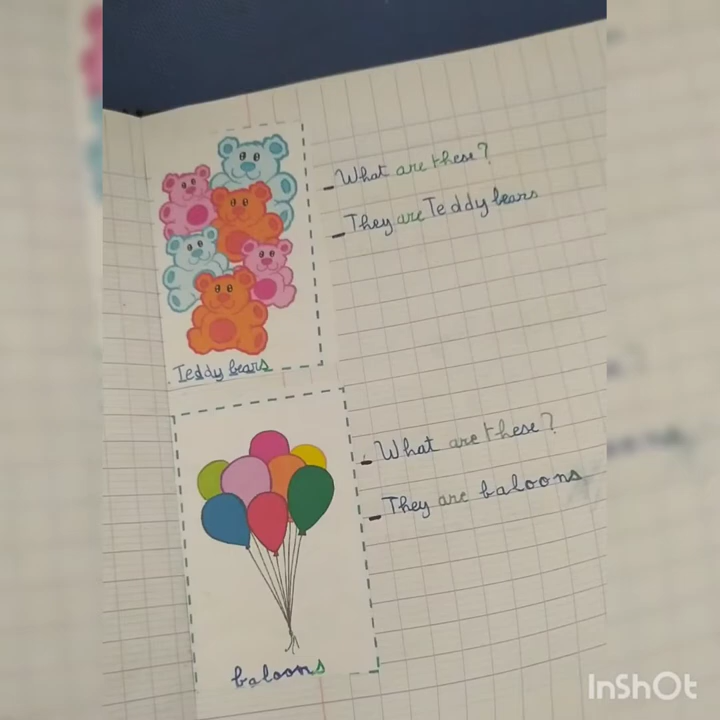 What are these?
They are Teddy bears
Teddy bears
What are these?
They are baloons
baloons
InShOt